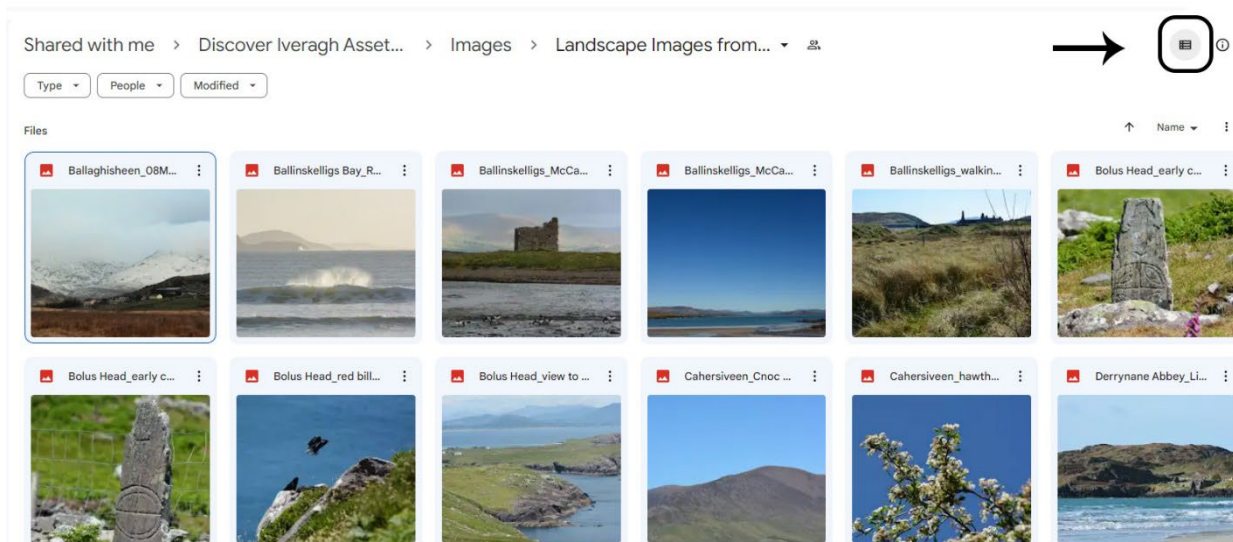 Shared with me > Discover Iveragh Asset... > Images > Landscape Images from...
Type People Modified
Files Name
Ballaghisheen_08M... Ballinskelligs Bay_R... Ballinskelligs_McCa... Ballinskelligs_McCa... Ballinskelligs_walkin... Bolus Head_early c...
Bolus Head_early c... Bolus Head_red bill... Bolus Head_view to ... Cahersiveen_Cnoc ... Cahersiveen_hawth... Derrynane Abbey_Li...